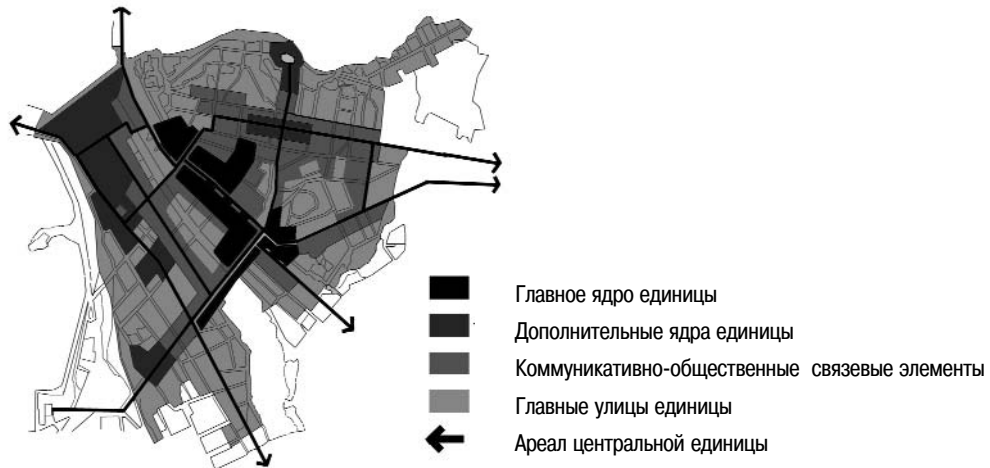 Главное ядро единицы
Дополнительные ядра единицы
Коммуникативно-общественные связевые элементы
Главные улицы единицы
Ареал центральной единицы